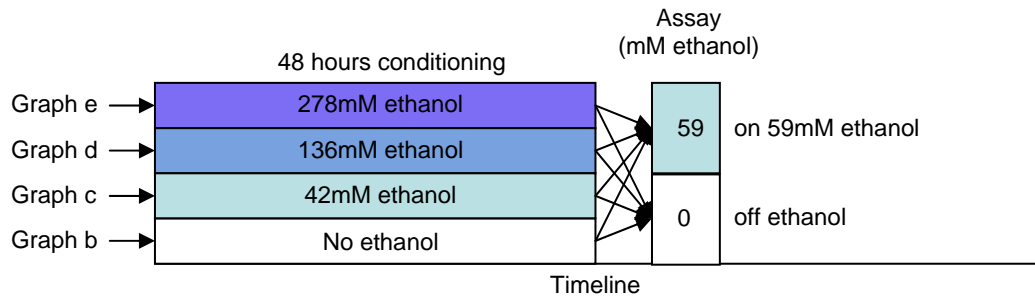 Assay
(mM ethanol)
48 hours conditioning
Graph e
278mM ethanol
Graph d
136mM ethanol
Graph c
42mM ethanol
Graph b
No ethanol
59
on 59mM ethanol
0
off ethanol
Timeline